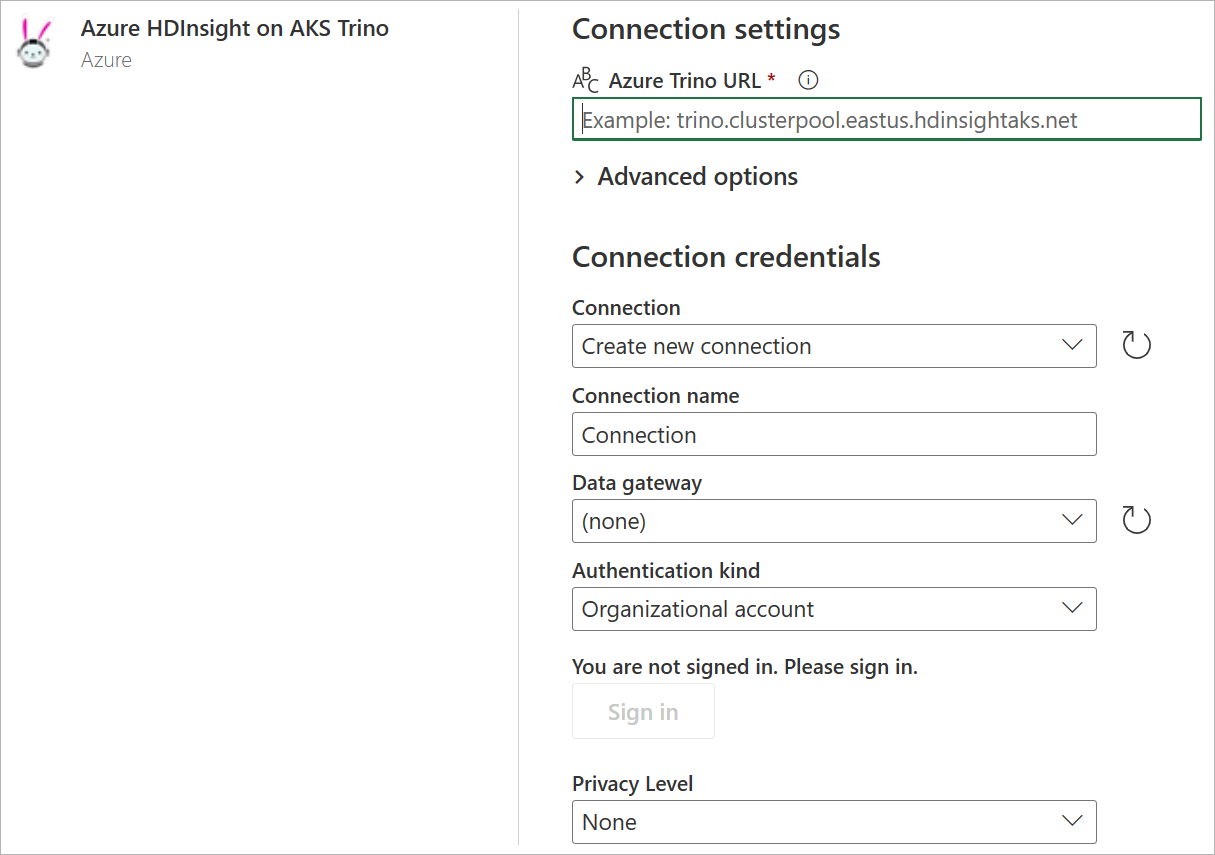 Azure HDInsight on AKS Trino
Azure
Connection settings
ABC Azure Trino URL *
Example: trino.clusterpool.eastus.hdinsightaks.net
Advanced options
Connection credentials
Connection
Create new connection
Connection name
Connection
Data gateway
(none)
Authentication kind
Organizational account
You are not signed in. Please sign in.
Sign in
Privacy Level
None